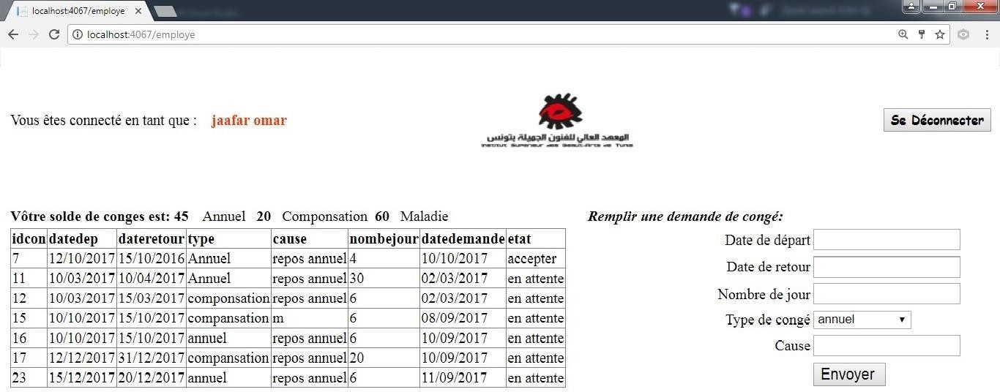 localhost:4067/employe
localhost:4067/employe
Vous êtes connecté en tant que : jaafar omar
المعهد العالي للفنون الجميلة بتونس
Institut Supérieur des Beaux-Arts de Tunis
Se Déconnecter
Vôtre solde de conges est: 45 Annuel 20 Componsation 60 Maladie
idcon datedep dateretour type cause nombejour datedemande etat
7 12/10/2017 15/10/2016 Annuel repos annuel 4 10/10/2017 accepter
11 10/03/2017 10/04/2017 Annuel repos annuel 30 02/03/2017 en attente
12 10/03/2017 15/03/2017 componsation repos annuel 6 02/03/2017 en attente
15 10/10/2017 15/10/2017 compansation m 6 08/09/2017 en attente
16 10/10/2017 15/10/2017 annuel repos annuel 6 10/09/2017 en attente
17 12/12/2017 31/12/2017 compansation repos annuel 20 10/09/2017 en attente
23 15/12/2017 20/12/2017 annuel repos annuel 6 11/09/2017 en attente
Remplir une demande de congé:
Date de départ
Date de retour
Nombre de jour
Type de congé annuel
Cause
Envoyer